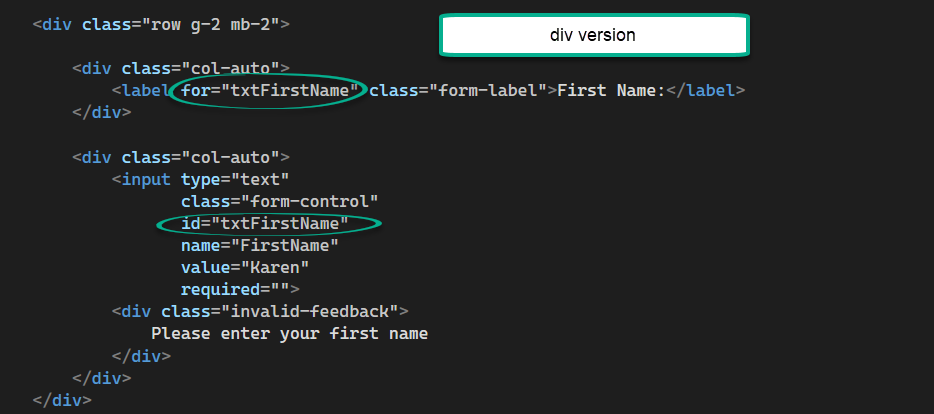 <div class="row g-2 mb-2">
div version
<div class="col-auto">
<label for="txtFirstName" class="form-label">First Name:</label>
</div>
<div class="col-auto">
<input type="text"
class="form-control"
id="txtFirstName"
name="FirstName"
value="Karen"
required="">
<div class="invalid-feedback">
Please enter your first name
</div>
</div>
</div>